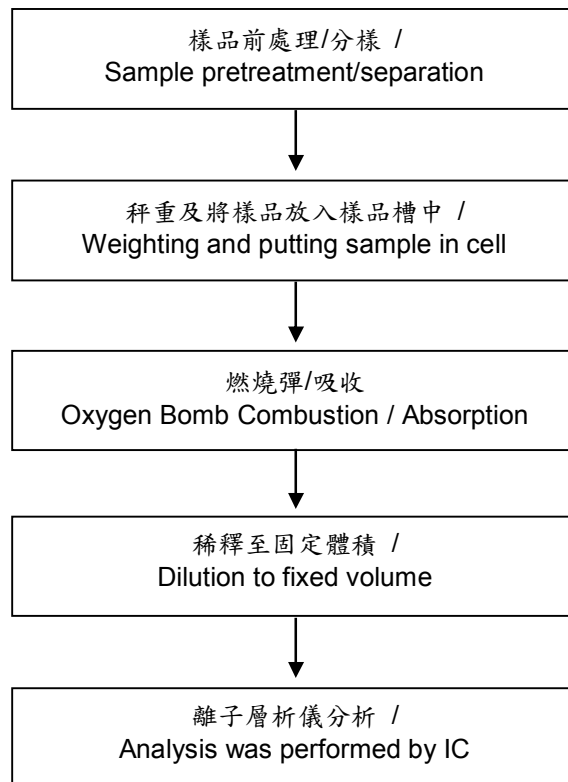 樣品前處理/分樣 /
Sample pretreatment/separation
秤重及將樣品放入樣品槽中 /
Weighting and putting sample in cell
燃燒彈/吸收
Oxygen Bomb Combustion / Absorption
稀釋至固定體積 /
Dilution to fixed volume
離子層析儀分析 /
Analysis was performed by IC